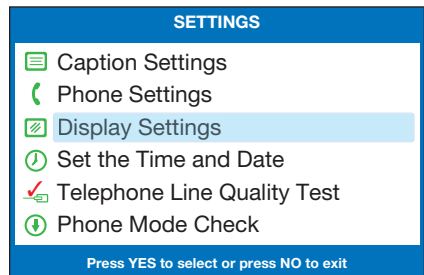 SETTINGS
Caption Settings
Phone Settings
Display Settings
Set the Time and Date
Telephone Line Quality Test
Phone Mode Check
Press YES to select or press NO to exit